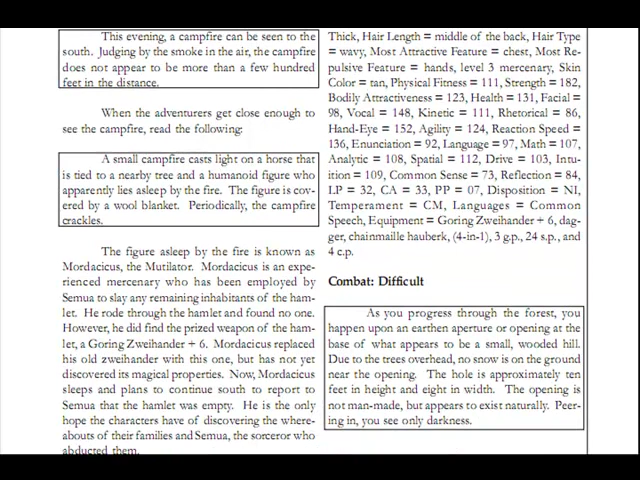 This evening, a campfire can be seen to the
south. Judging by the smoke in the air, the campfire
does not appear to be more than a few hundred
feet in the distance.
When the adventurers get close enough to
see the campfire, read the following:
A small campfire casts light on a horse that
is tied to a nearby tree and a humanoid figure who
apparently lies asleep by the fire. The figure is cov-
ered by a wool blanket. Periodically, the campfire
crackles.
The figure asleep by the fire is known as
Mordacicus, the Mutilator. Mordacicus is an expe-
rienced mercenary who has been employed by
Semua to slay any remaining inhabitants of the ham-
let. He rode through the hamlet and found no one.
However, he did find the prized weapon of the ham-
let, a Goring Zweihander + 6. Mordacicus replaced
his old zweihander with this one, but has not yet
discovered its magical properties. Now, Mordacicus
sleeps and plans to continue south to report to
Semua that the hamlet was empty. He is the only
hope the characters have of discovering the where-
abouts of their families and Semua, the sorceror who
abducted them.
Thick, Hair Length = middle of the back, Hair Type
= wavy, Most Attractive Feature = chest, Most Re-
pulsive Feature = hands, level 3 mercenary, Skin
Color = tan, Physical Fitness = 111, Strength = 182,
Bodily Attractiveness = 123, Health = 131, Facial =
98, Vocal = 148, Kinetic = 111, Rhetorical = 86,
Hand-Eye = 152, Agility = 124, Reaction Speed =
136, Enunciation = 92, Language = 97, Math = 107,
Analytic = 108, Spatial = 112, Drive = 103, Intu-
ition = 109, Common Sense = 73, Reflection = 84,
LP = 32, CA = 33, PP = 07, Disposition = NI,
Temperament = CM, Languages = Common
Speech, Equipment = Goring Zweihander + 6, dag-
ger, chainmaille hauberk, (4-in-1), 3 g.p., 24 s.p., and
4 c.p.
Combat: Difficult
As you progress through the forest, you
happen upon an earthen aperture or opening at the
base of what appears to be a small, wooded hill.
Due to the trees overhead, no snow is on the ground
near the opening. The hole is approximately ten
feet in height and eight in width. The opening is
not man-made, but appears to exist naturally. Peer-
ing in, you see only darkness.